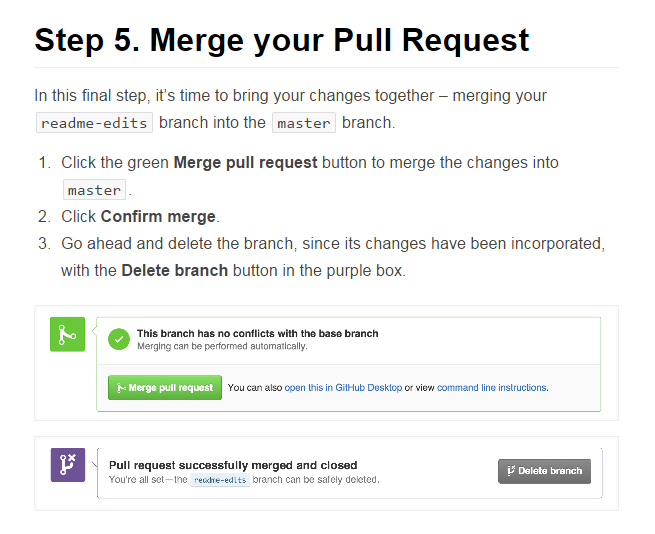 Step 5. Merge your Pull Request
In this final step, it’s time to bring your changes together – merging your
readme-edits branch into the master branch.
1. Click the green Merge pull request button to merge the changes into
master .
2. Click Confirm merge.
3. Go ahead and delete the branch, since its changes have been incorporated,
with the Delete branch button in the purple box.
This branch has no conflicts with the base branch
Merging can be performed automatically.
Merge pull request You can also open this in GitHub Desktop or view command line instructions.
Pull request successfully merged and closed
You're all set—the readme-edits branch can be safely deleted.
Delete branch